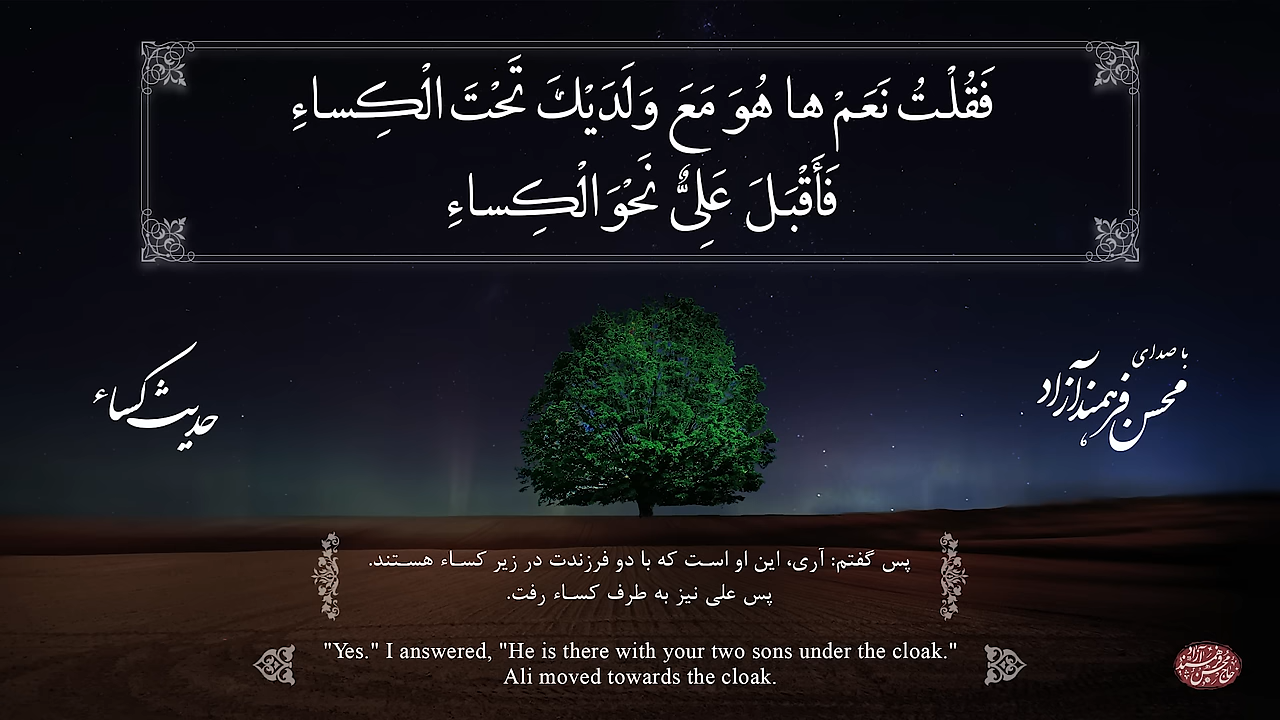 فَقُلْتُ نَعَمْ ها هُوَ مَعَ وَلَدَيْكَ تَحْتَ الْكِساءِ
فَأَقْبَلَ عَلِىٌّ نَحْوَ الْكِساءِ
با صدای
محسن فرهمند آزاد
حدیث کساء
پس گفتم: آری، این او است که با دو فرزندت در زیر کساء هستند.
پس علی نیز به طرف کساء رفت.
"Yes." I answered, "He is there with your two sons under the cloak."
Ali moved towards the cloak.